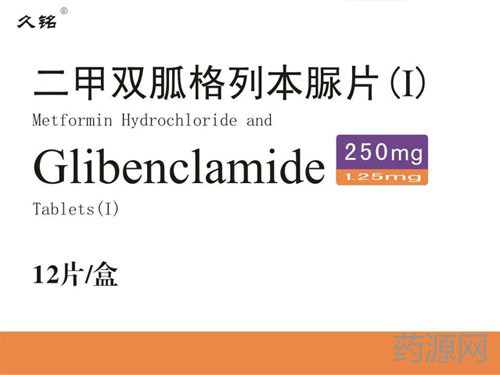 久铭®
二甲双胍格列本脲片(I)
Metformin Hydrochloride and
Glibenclamide 250mg
1.25mg
Tablets(I)
12片/盒
药源网